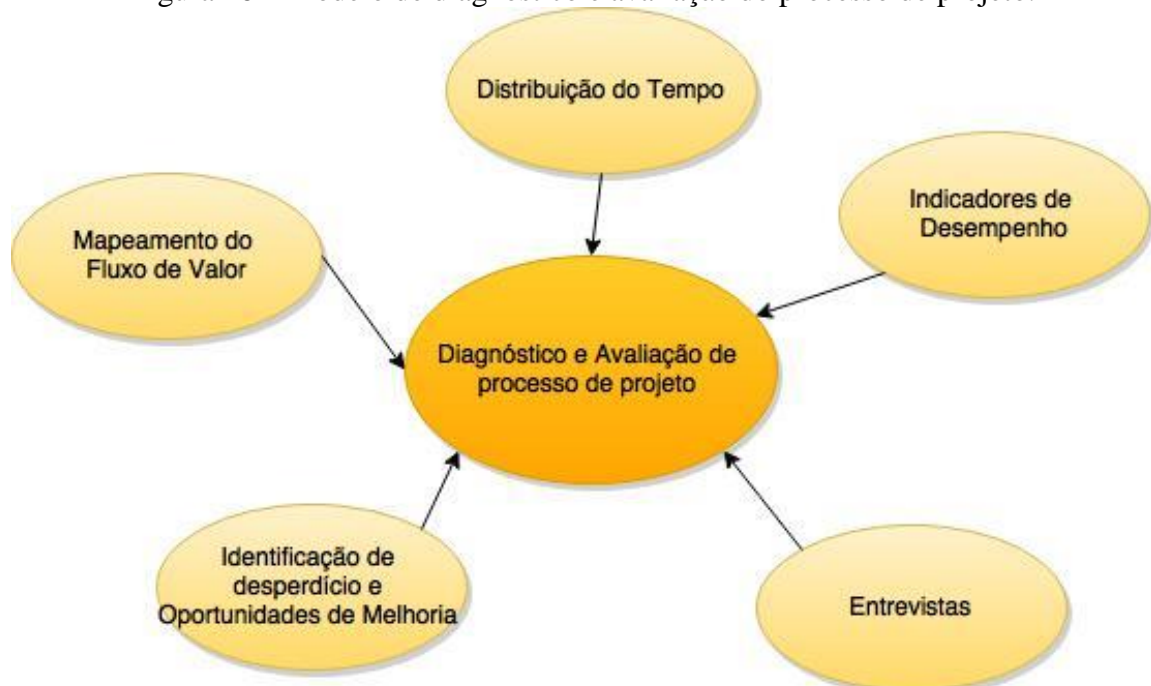 Distribuição do Tempo
Indicadores de
Desempenho
Mapeamento do
Fluxo de Valor
Diagnóstico e Avaliação de
processo de projeto
Identificação de
desperdício e
Oportunidades de Melhoria
Entrevistas